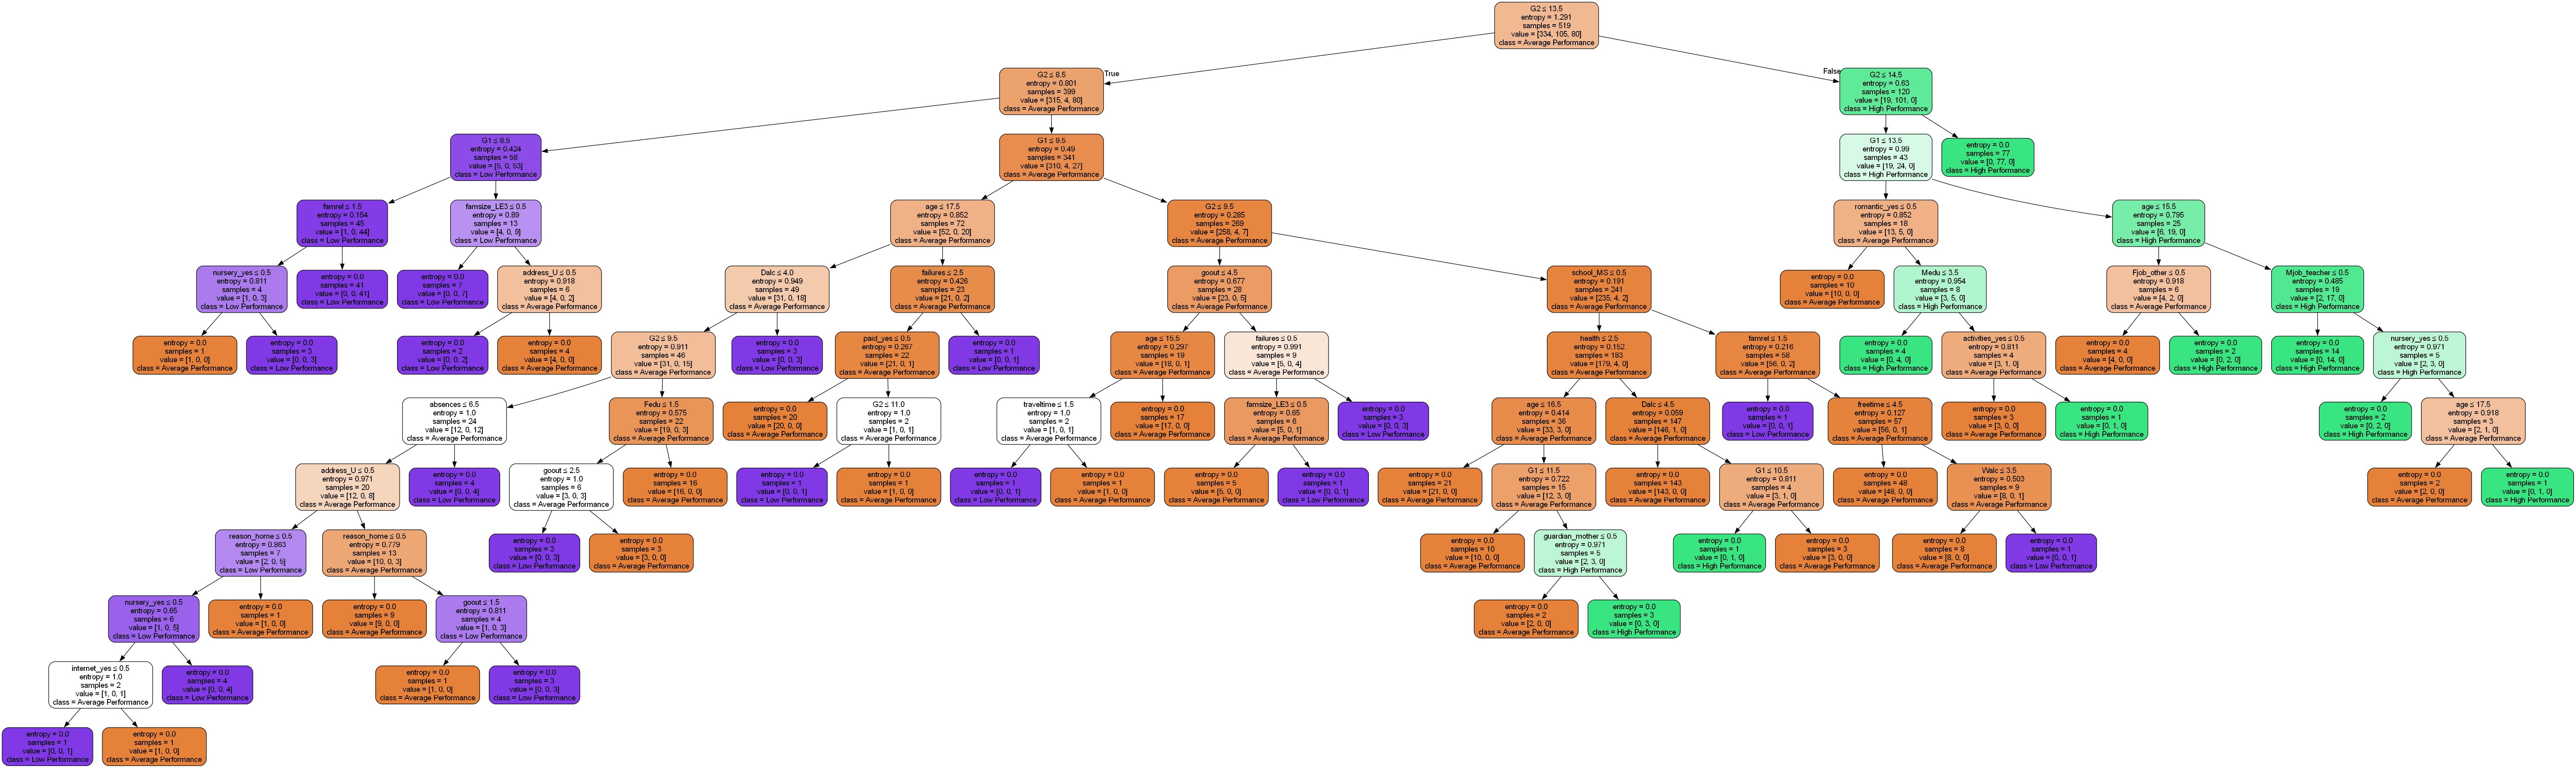 G2 ≤ 13.5
entropy = 1.291
samples = 519
value = [334, 105, 80]
class = Average Performance
True
False
G2 ≤ 8.5
entropy = 0.801
samples = 399
value = [315, 4, 80]
class = Average Performance
G2 ≤ 14.5
entropy = 0.63
samples = 120
value = [19, 101, 0]
class = High Performance
G1 ≤ 8.5
entropy = 0.424
samples = 58
value = [5, 0, 53]
class = Low Performance
G1 ≤ 9.5
entropy = 0.49
samples = 341
value = [310, 4, 27]
class = Average Performance
G1 ≤ 13.5
entropy = 0.99
samples = 43
value = [19, 24, 0]
class = High Performance
entropy = 0.0
samples = 77
value = [0, 77, 0]
class = High Performance
famrel ≤ 1.5
entropy = 0.154
samples = 45
value = [1, 0, 44]
class = Low Performance
famsize_LE3 ≤ 0.5
entropy = 0.89
samples = 13
value = [4, 0, 9]
class = Low Performance
age ≤ 17.5
entropy = 0.852
samples = 72
value = [52, 0, 20]
class = Average Performance
G2 ≤ 9.5
entropy = 0.285
samples = 269
value = [258, 4, 7]
class = Average Performance
romantic_yes ≤ 0.5
entropy = 0.852
samples = 18
value = [13, 5, 0]
class = Average Performance
age ≤ 15.5
entropy = 0.795
samples = 25
value = [6, 19, 0]
class = High Performance
nursery_yes ≤ 0.5
entropy = 0.811
samples = 4
value = [1, 0, 3]
class = Low Performance
entropy = 0.0
samples = 41
value = [0, 0, 41]
class = Low Performance
entropy = 0.0
samples = 7
value = [0, 0, 7]
class = Low Performance
address_U ≤ 0.5
entropy = 0.918
samples = 6
value = [4, 0, 2]
class = Average Performance
Dalc ≤ 4.0
entropy = 0.949
samples = 49
value = [31, 0, 18]
class = Average Performance
failures ≤ 2.5
entropy = 0.426
samples = 23
value = [21, 0, 2]
class = Average Performance
goout ≤ 4.5
entropy = 0.677
samples = 28
value = [23, 0, 5]
class = Average Performance
school_MS ≤ 0.5
entropy = 0.191
samples = 241
value = [235, 4, 2]
class = Average Performance
entropy = 0.0
samples = 10
value = [10, 0, 0]
class = Average Performance
Medu ≤ 3.5
entropy = 0.954
samples = 8
value = [3, 5, 0]
class = High Performance
Fjob_other ≤ 0.5
entropy = 0.918
samples = 6
value = [4, 2, 0]
class = Average Performance
Mjob_teacher ≤ 0.5
entropy = 0.485
samples = 19
value = [2, 17, 0]
class = High Performance
entropy = 0.0
samples = 1
value = [1, 0, 0]
class = Average Performance
entropy = 0.0
samples = 3
value = [0, 0, 3]
class = Low Performance
entropy = 0.0
samples = 2
value = [0, 0, 2]
class = Low Performance
entropy = 0.0
samples = 4
value = [4, 0, 0]
class = Average Performance
G2 ≤ 9.5
entropy = 0.911
samples = 46
value = [31, 0, 15]
class = Average Performance
entropy = 0.0
samples = 3
value = [0, 0, 3]
class = Low Performance
paid_yes ≤ 0.5
entropy = 0.267
samples = 22
value = [21, 0, 1]
class = Average Performance
entropy = 0.0
samples = 1
value = [0, 0, 1]
class = Low Performance
age ≤ 15.5
entropy = 0.297
samples = 19
value = [18, 0, 1]
class = Average Performance
failures ≤ 0.5
entropy = 0.991
samples = 9
value = [5, 0, 4]
class = Average Performance
health ≤ 2.5
entropy = 0.152
samples = 183
value = [179, 4, 0]
class = Average Performance
famrel ≤ 1.5
entropy = 0.216
samples = 58
value = [56, 0, 2]
class = Average Performance
entropy = 0.0
samples = 4
value = [0, 4, 0]
class = High Performance
activities_yes ≤ 0.5
entropy = 0.811
samples = 4
value = [3, 1, 0]
class = Average Performance
entropy = 0.0
samples = 4
value = [4, 0, 0]
class = Average Performance
entropy = 0.0
samples = 2
value = [0, 2, 0]
class = High Performance
entropy = 0.0
samples = 14
value = [0, 14, 0]
class = High Performance
nursery_yes ≤ 0.5
entropy = 0.971
samples = 5
value = [2, 3, 0]
class = High Performance
absences ≤ 6.5
entropy = 1.0
samples = 24
value = [12, 0, 12]
class = Average Performance
Fedu ≤ 1.5
entropy = 0.575
samples = 22
value = [19, 0, 3]
class = Average Performance
entropy = 0.0
samples = 20
value = [20, 0, 0]
class = Average Performance
G2 ≤ 11.0
entropy = 1.0
samples = 2
value = [1, 0, 1]
class = Average Performance
traveltime ≤ 1.5
entropy = 1.0
samples = 2
value = [1, 0, 1]
class = Average Performance
entropy = 0.0
samples = 17
value = [17, 0, 0]
class = Average Performance
famsize_LE3 ≤ 0.5
entropy = 0.65
samples = 6
value = [5, 0, 1]
class = Average Performance
entropy = 0.0
samples = 3
value = [0, 0, 3]
class = Low Performance
age ≤ 16.5
entropy = 0.414
samples = 36
value = [33, 3, 0]
class = Average Performance
Dalc ≤ 4.5
entropy = 0.059
samples = 147
value = [146, 1, 0]
class = Average Performance
entropy = 0.0
samples = 1
value = [0, 0, 1]
class = Low Performance
freetime ≤ 4.5
entropy = 0.127
samples = 57
value = [56, 0, 1]
class = Average Performance
entropy = 0.0
samples = 3
value = [3, 0, 0]
class = Average Performance
entropy = 0.0
samples = 1
value = [0, 1, 0]
class = High Performance
entropy = 0.0
samples = 2
value = [0, 2, 0]
class = High Performance
age ≤ 17.5
entropy = 0.918
samples = 3
value = [2, 1, 0]
class = Average Performance
address_U ≤ 0.5
entropy = 0.971
samples = 20
value = [12, 0, 8]
class = Average Performance
entropy = 0.0
samples = 4
value = [0, 0, 4]
class = Low Performance
goout ≤ 2.5
entropy = 1.0
samples = 6
value = [3, 0, 3]
class = Average Performance
entropy = 0.0
samples = 16
value = [16, 0, 0]
class = Average Performance
entropy = 0.0
samples = 1
value = [0, 0, 1]
class = Low Performance
entropy = 0.0
samples = 1
value = [1, 0, 0]
class = Average Performance
entropy = 0.0
samples = 1
value = [0, 0, 1]
class = Low Performance
entropy = 0.0
samples = 1
value = [1, 0, 0]
class = Average Performance
entropy = 0.0
samples = 5
value = [5, 0, 0]
class = Average Performance
entropy = 0.0
samples = 1
value = [0, 0, 1]
class = Low Performance
entropy = 0.0
samples = 21
value = [21, 0, 0]
class = Average Performance
G1 ≤ 11.5
entropy = 0.722
samples = 15
value = [12, 3, 0]
class = Average Performance
entropy = 0.0
samples = 143
value = [143, 0, 0]
class = Average Performance
G1 ≤ 10.5
entropy = 0.811
samples = 4
value = [3, 1, 0]
class = Average Performance
entropy = 0.0
samples = 48
value = [48, 0, 0]
class = Average Performance
Walc ≤ 3.5
entropy = 0.503
samples = 9
value = [8, 0, 1]
class = Average Performance
entropy = 0.0
samples = 2
value = [2, 0, 0]
class = Average Performance
entropy = 0.0
samples = 1
value = [0, 1, 0]
class = High Performance
reason_home ≤ 0.5
entropy = 0.863
samples = 7
value = [2, 0, 5]
class = Low Performance
reason_home ≤ 0.5
entropy = 0.779
samples = 13
value = [10, 0, 3]
class = Average Performance
entropy = 0.0
samples = 3
value = [0, 0, 3]
class = Low Performance
entropy = 0.0
samples = 3
value = [3, 0, 0]
class = Average Performance
entropy = 0.0
samples = 10
value = [10, 0, 0]
class = Average Performance
guardian_mother ≤ 0.5
entropy = 0.971
samples = 5
value = [2, 3, 0]
class = High Performance
entropy = 0.0
samples = 1
value = [0, 1, 0]
class = High Performance
entropy = 0.0
samples = 3
value = [3, 0, 0]
class = Average Performance
entropy = 0.0
samples = 8
value = [8, 0, 0]
class = Average Performance
entropy = 0.0
samples = 1
value = [0, 0, 1]
class = Low Performance
nursery_yes ≤ 0.5
entropy = 0.65
samples = 6
value = [1, 0, 5]
class = Low Performance
entropy = 0.0
samples = 1
value = [1, 0, 0]
class = Average Performance
entropy = 0.0
samples = 9
value = [9, 0, 0]
class = Average Performance
goout ≤ 1.5
entropy = 0.811
samples = 4
value = [1, 0, 3]
class = Low Performance
entropy = 0.0
samples = 2
value = [2, 0, 0]
class = Average Performance
entropy = 0.0
samples = 3
value = [0, 3, 0]
class = High Performance
internet_yes ≤ 0.5
entropy = 1.0
samples = 2
value = [1, 0, 1]
class = Average Performance
entropy = 0.0
samples = 4
value = [0, 0, 4]
class = Low Performance
entropy = 0.0
samples = 1
value = [1, 0, 0]
class = Average Performance
entropy = 0.0
samples = 3
value = [0, 0, 3]
class = Low Performance
entropy = 0.0
samples = 1
value = [0, 0, 1]
class = Low Performance
entropy = 0.0
samples = 1
value = [1, 0, 0]
class = Average Performance